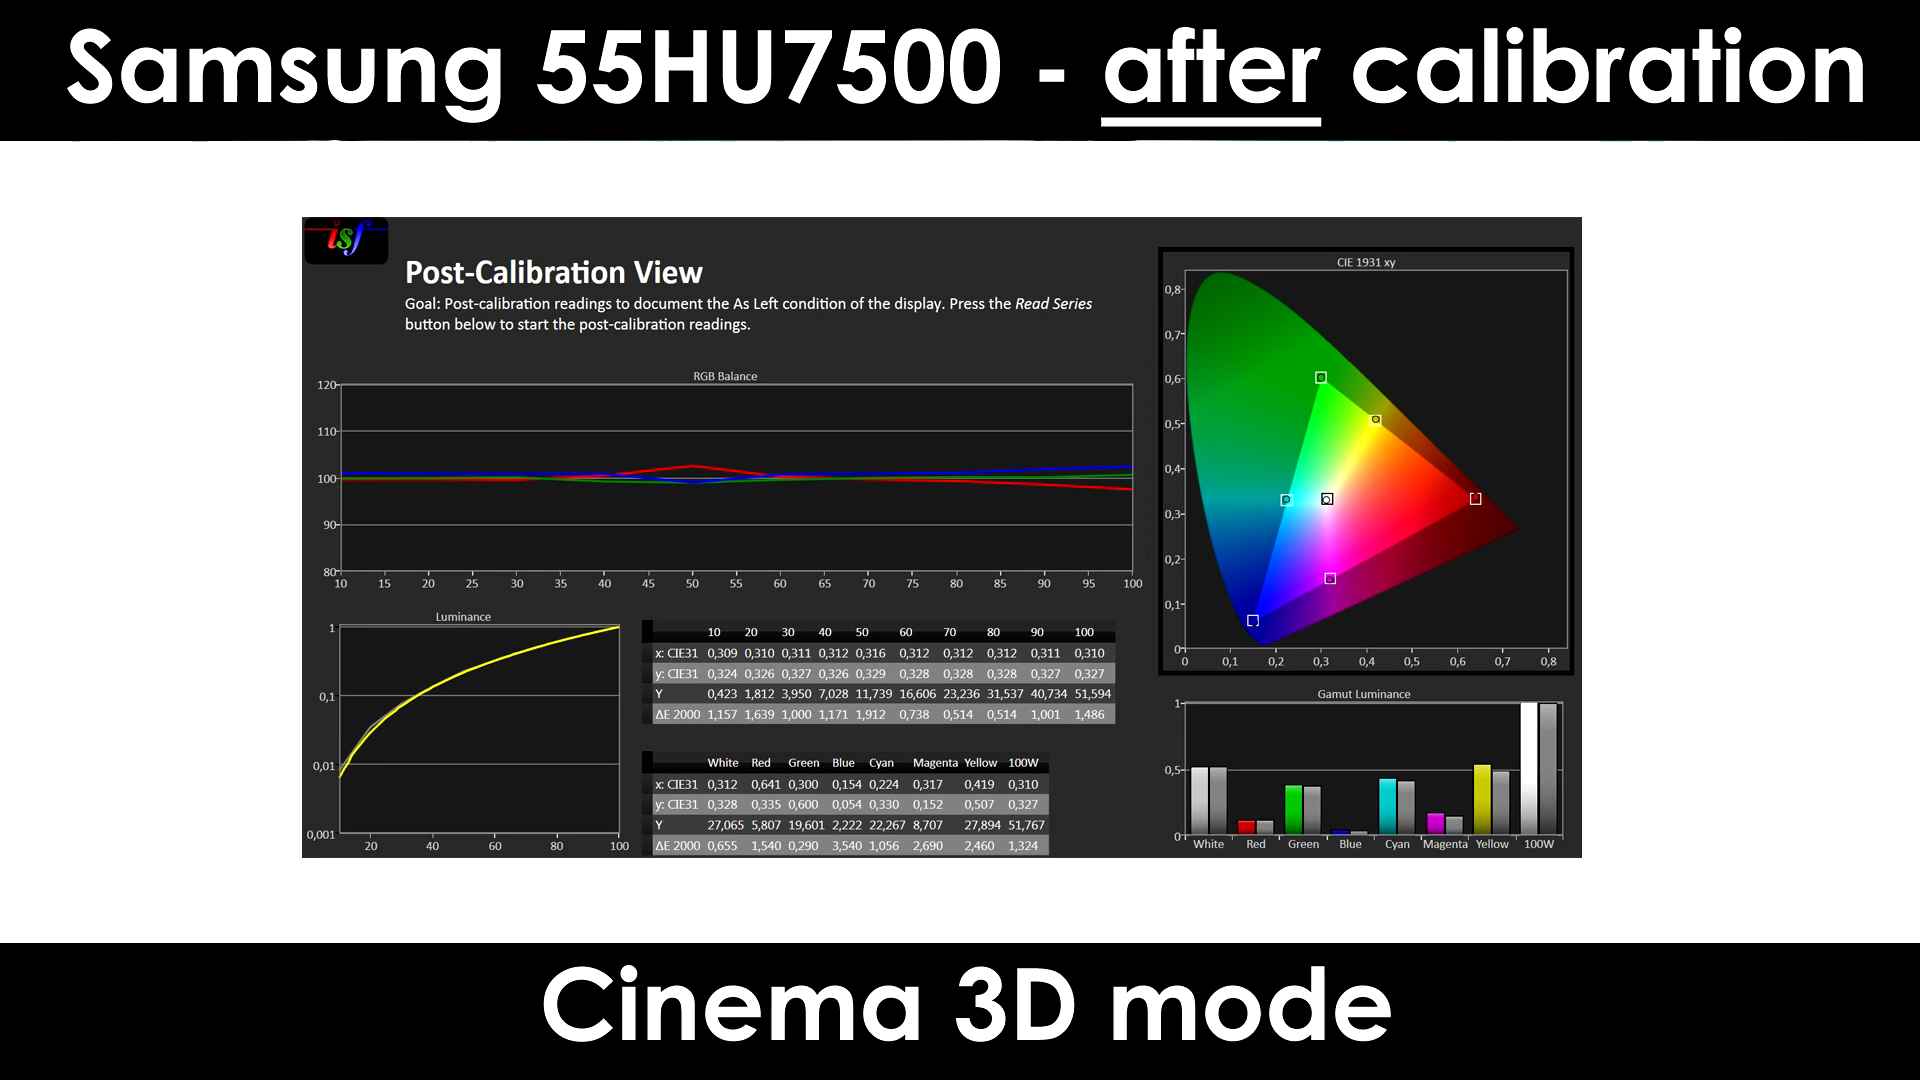 Samsung 55HU7500 - after calibration
isf
Post-Calibration View
Goal: Post-calibration readings to document the As Left condition of the display. Press the Read Series
button below to start the post-calibration readings.
RGB Balance
120
110
100
90
80
10 15 20 25 30 35 40 45 50 55 60 65 70 75 80 85 90 95 100
CIE 1931 xy
0,8
0,7
0,6
0,5
0,4
0,3
0,2
0,1
0
0 0,1 0,2 0,3 0,4 0,5 0,6 0,7 0,8
Luminance
1
0,1
0,01
0,001
20 40 60 80 100
10 20 30 40 50 60 70 80 90 100
x: CIE31 0,309 0,310 0,311 0,312 0,316 0,312 0,312 0,312 0,311 0,310
y: CIE31 0,324 0,326 0,327 0,326 0,329 0,328 0,328 0,328 0,327 0,327
Y 0,423 1,812 3,950 7,028 11,739 16,606 23,236 31,537 40,734 51,594
ΔE 2000 1,157 1,639 1,000 1,171 1,912 0,738 0,514 0,514 1,001 1,486
White Red Green Blue Cyan Magenta Yellow 100W
x: CIE31 0,312 0,641 0,300 0,154 0,224 0,317 0,419 0,310
y: CIE31 0,328 0,335 0,600 0,054 0,330 0,152 0,507 0,327
Y 27,065 5,807 19,601 2,222 22,267 8,707 27,894 51,767
ΔE 2000 0,655 1,540 0,290 3,540 1,056 2,690 2,460 1,324
Gamut Luminance
1
0,5
0
White Red Green Blue Cyan Magenta Yellow 100W
Cinema 3D mode